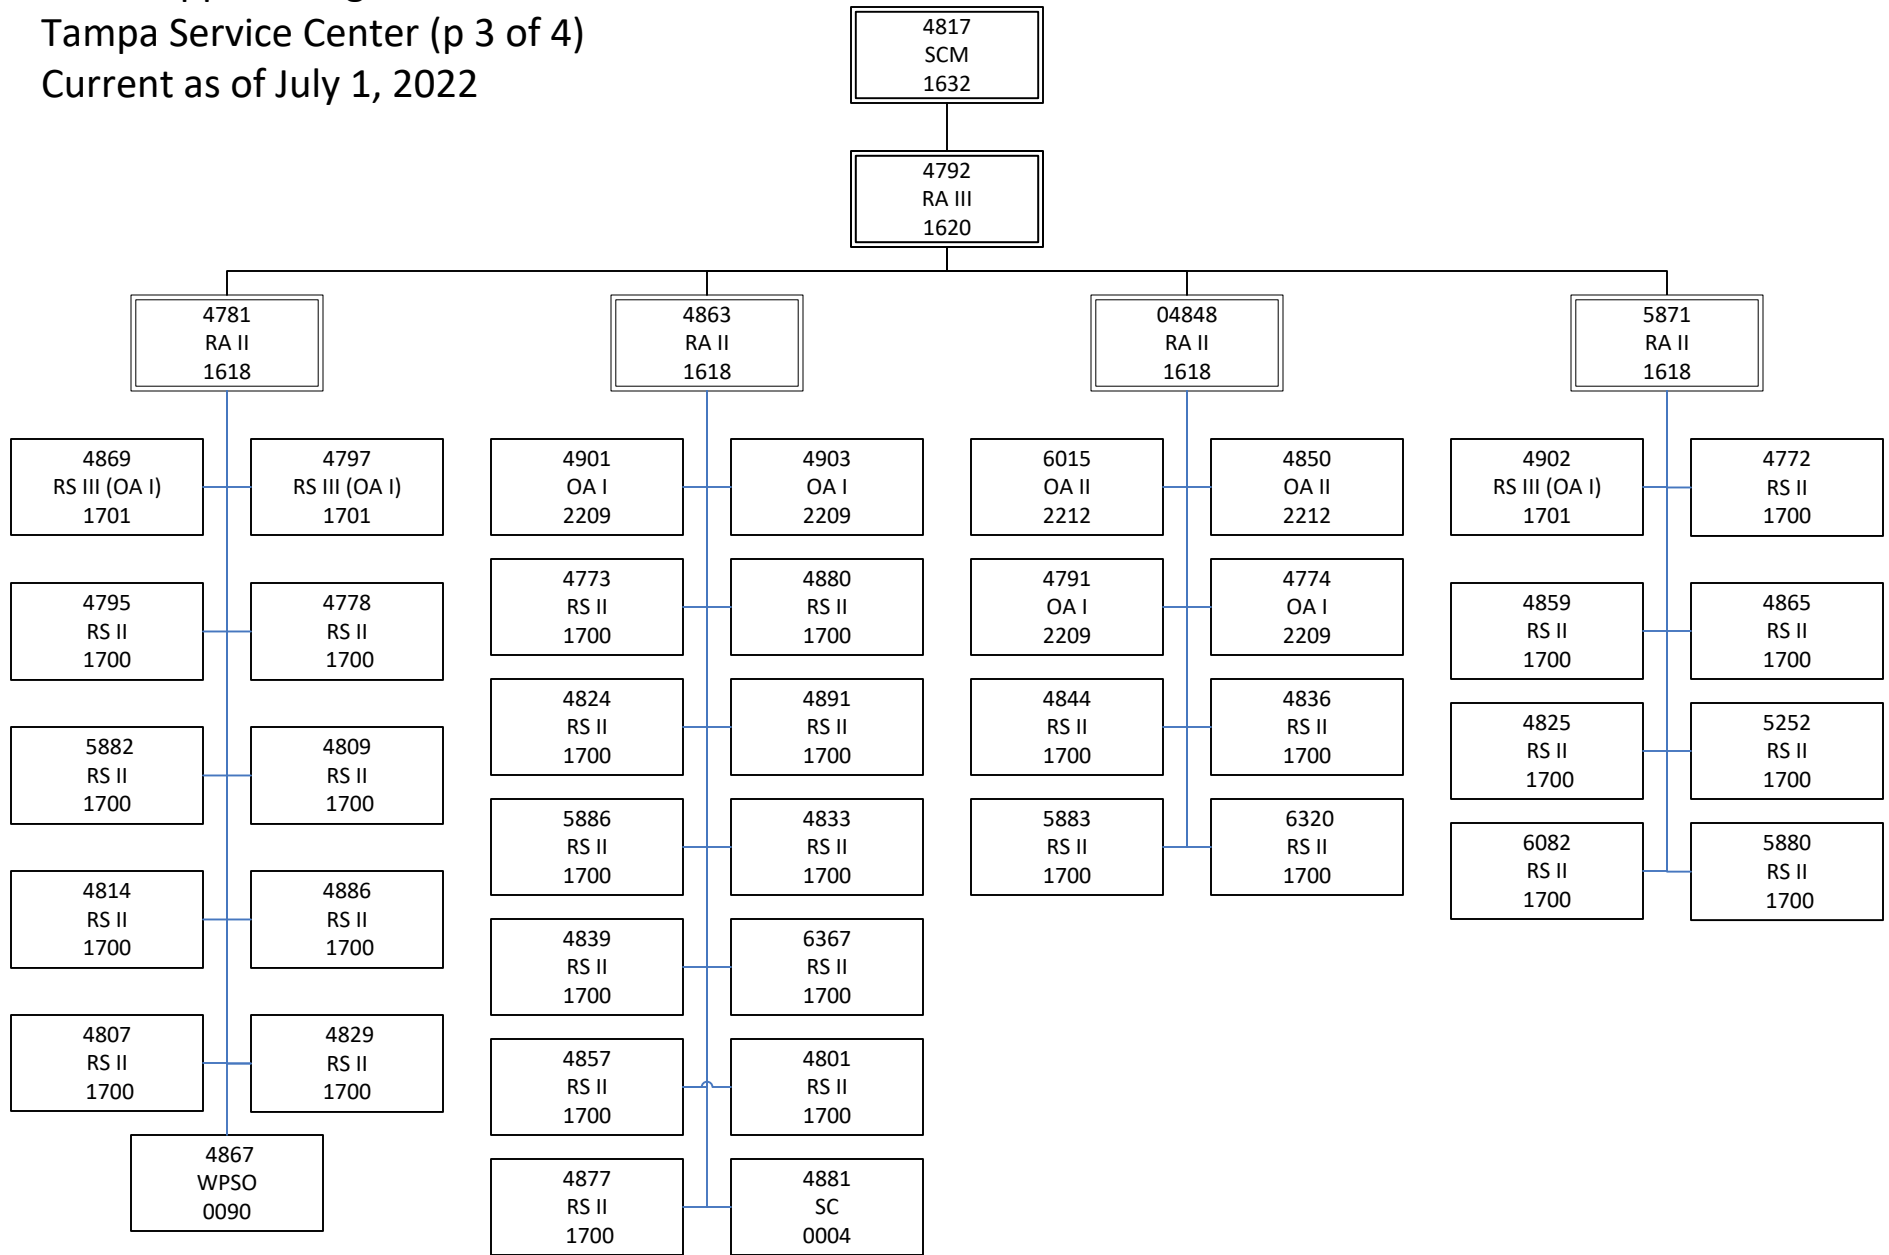 Tampa Service Center (p 3 of 4)
Current as of July 1, 2022
4817
SCM
1632
4792
RA III
1620
4781
RA II
1618
4863
RA II
1618
04848
RA II
1618
5871
RA II
1618
4869
RS III (OA I)
1701
4797
RS III (OA I)
1701
4795
RS II
1700
4778
RS II
1700
5882
RS II
1700
4809
RS II
1700
4814
RS II
1700
4886
RS II
1700
4807
RS II
1700
4829
RS II
1700
4867
WPSO
0090
4901
OA I
2209
4903
OA I
2209
4773
RS II
1700
4880
RS II
1700
4824
RS II
1700
4891
RS II
1700
5886
RS II
1700
4833
RS II
1700
4839
RS II
1700
6367
RS II
1700
4857
RS II
1700
4801
RS II
1700
4877
RS II
1700
4881
SC
0004
6015
OA II
2212
4850
OA II
2212
4791
OA I
2209
4774
OA I
2209
4844
RS II
1700
4836
RS II
1700
5883
RS II
1700
6320
RS II
1700
4902
RS III (OA I)
1701
4772
RS II
1700
4859
RS II
1700
4865
RS II
1700
4825
RS II
1700
5252
RS II
1700
6082
RS II
1700
5880
RS II
1700